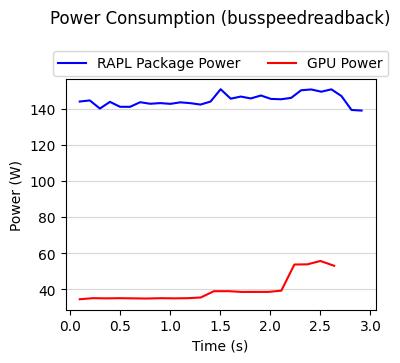 Power Consumption (busspeedreadback)
RAPL Package Power
GPU Power
140
120
100
80
60
40
Power (W)
0.0 0.5 1.0 1.5 2.0 2.5 3.0
Time (s)